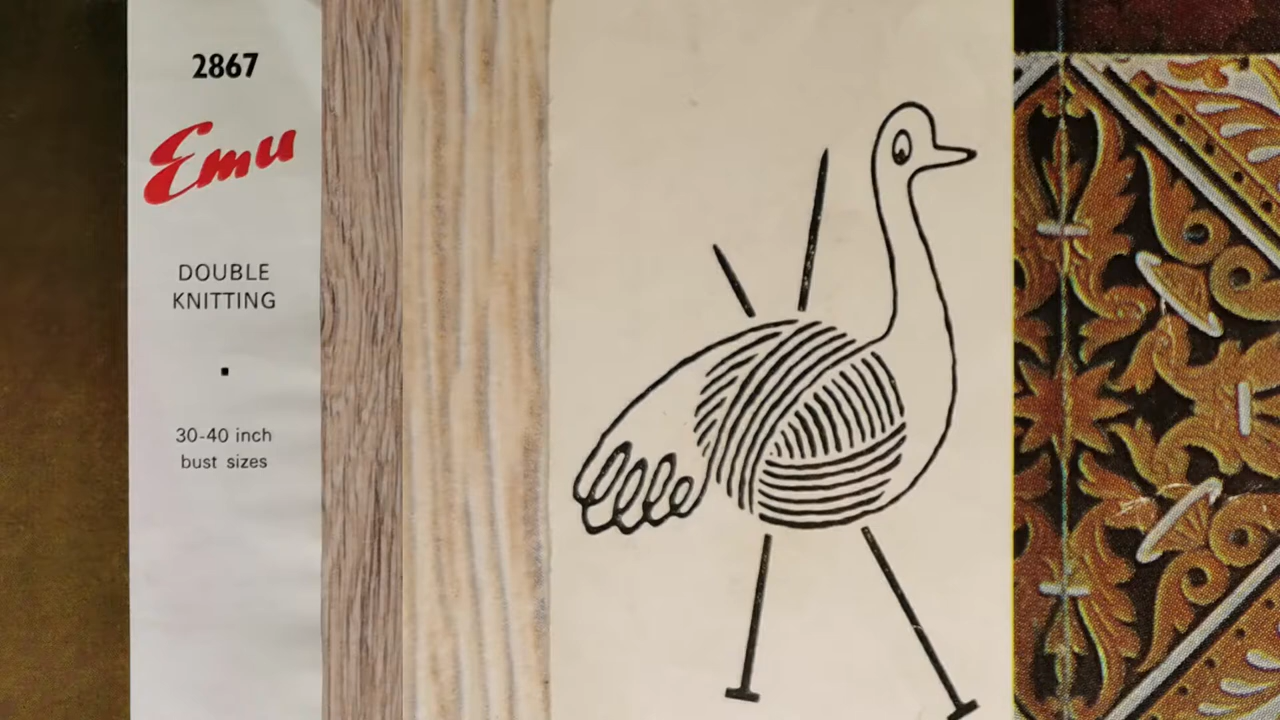 2867
Emu
DOUBLE
KNITTING
30-40 inch
bust sizes